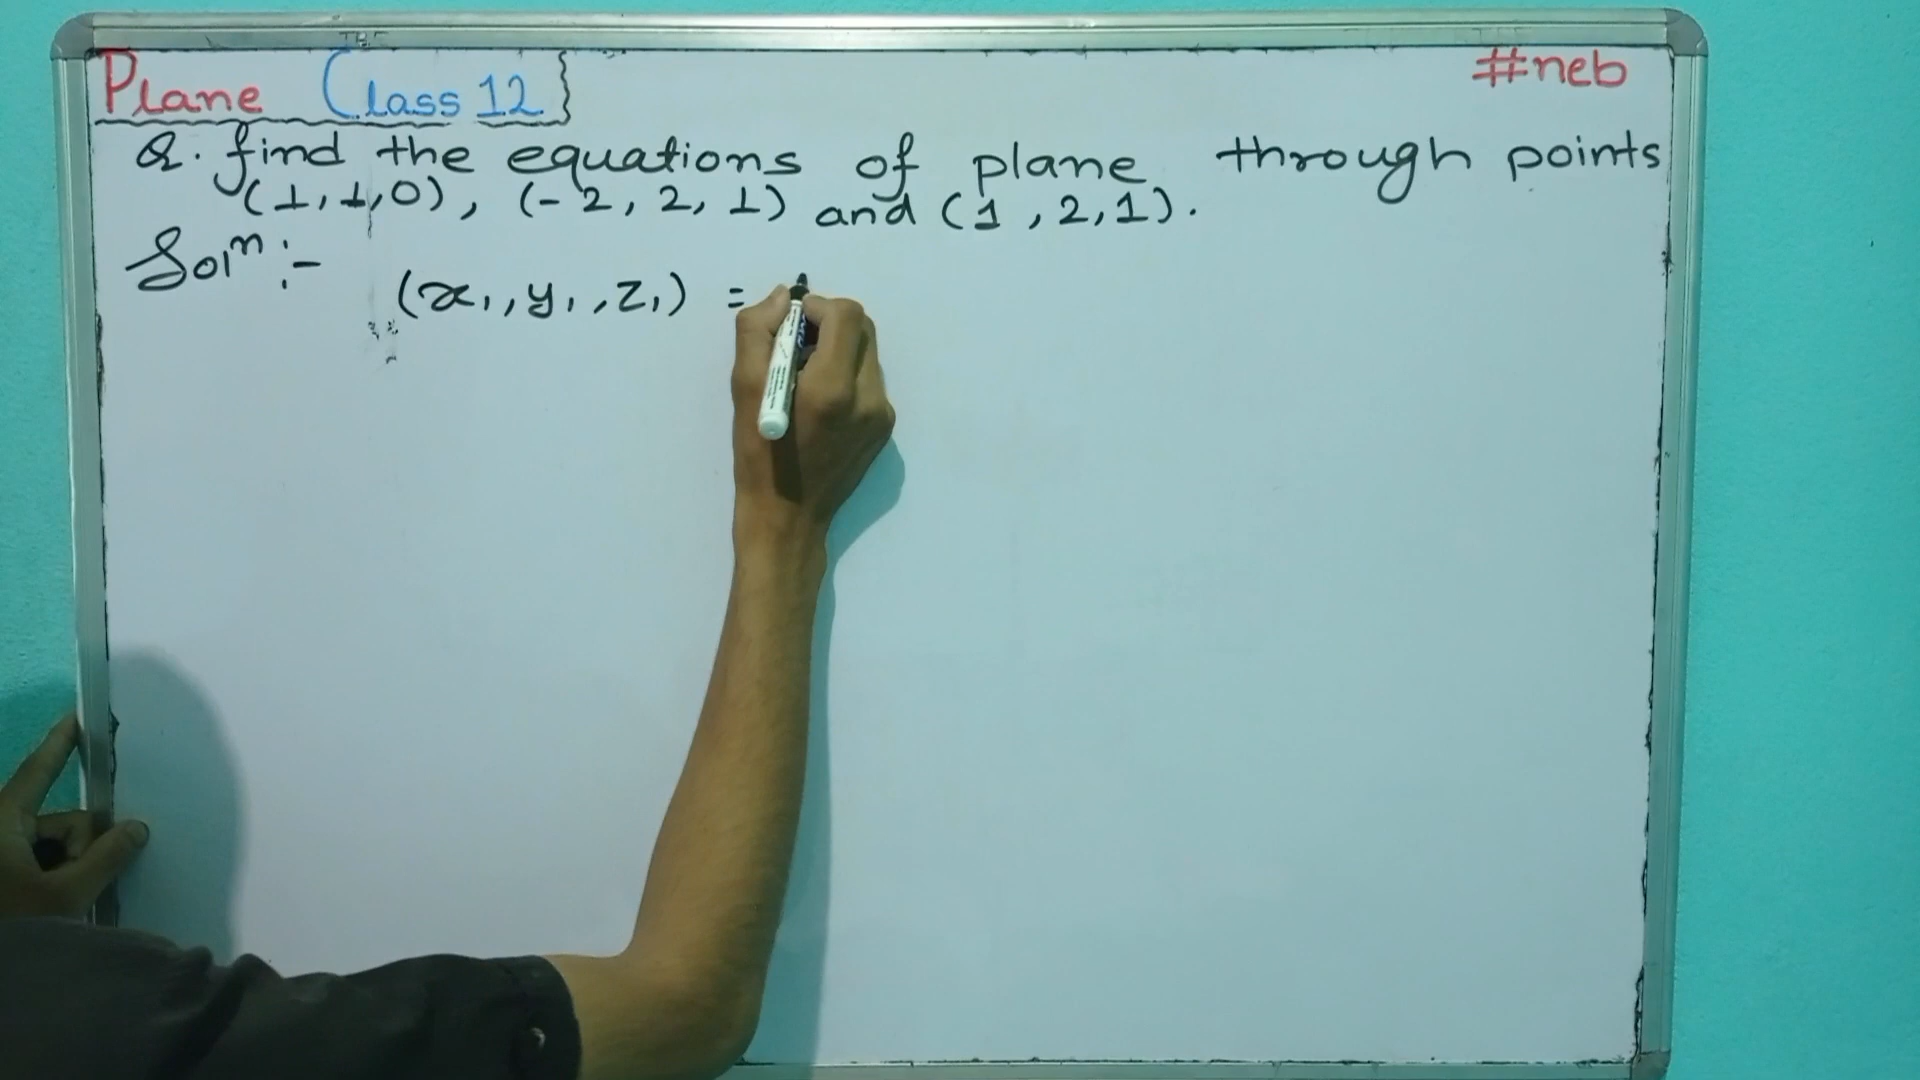 Plane Class 12
#neb
Q. find the equations of plane through points
(1,1,0), (-2, 2, 1) and (1, 2, 1).
Solⁿ:-
(x₁, y₁, z₁) =